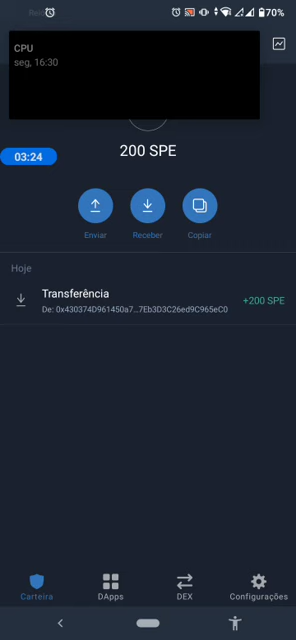 70%
CPU
seg, 16:30
03:24
200 SPE
Enviar
Receber
Copiar
Hoje
Transferência
+200 SPE
De: 0x430374D961450a7...7Eb3D3C26ed9C965eC0
Carteira
DApps
DEX
Configurações